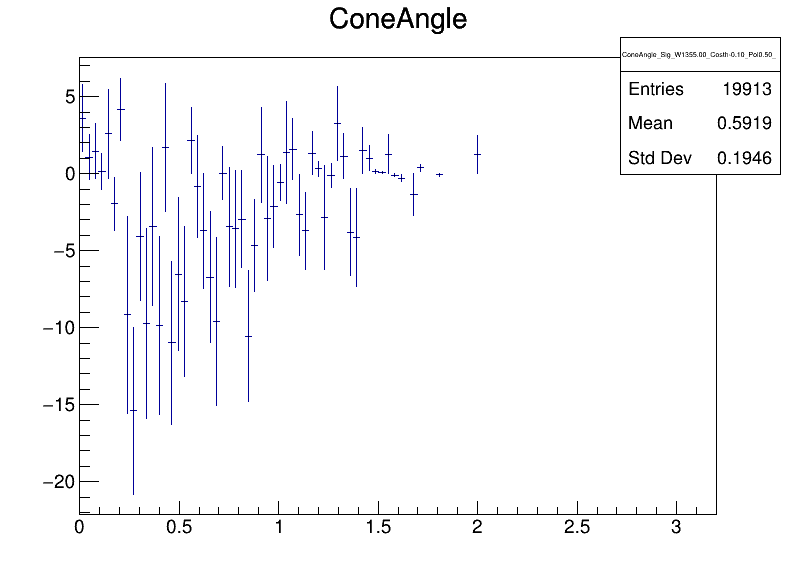 ConeAngle
ConeAngle_Sig_W1355.00_Costh-0.10_Pol0.50_
Entries 19913
Mean 0.5919
Std Dev 0.1946
5
0
−5
−10
−15
−20
0 0.5 1 1.5 2 2.5 3